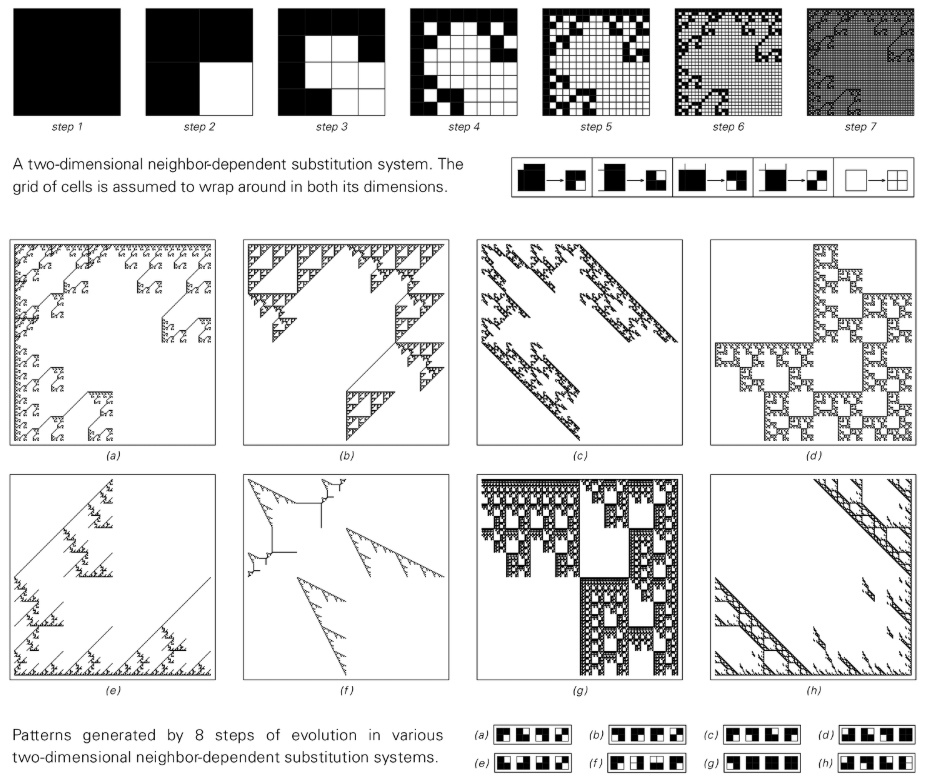 step 1
step 2
step 3
step 4
step 5
step 6
step 7
A two-dimensional neighbor-dependent substitution system. The
grid of cells is assumed to wrap around in both its dimensions.
(a)
(b)
(c)
(d)
(e)
(f)
(g)
(h)
Patterns generated by 8 steps of evolution in various
two-dimensional neighbor-dependent substitution systems.
(a)
(b)
(c)
(d)
(e)
(f)
(g)
(h)